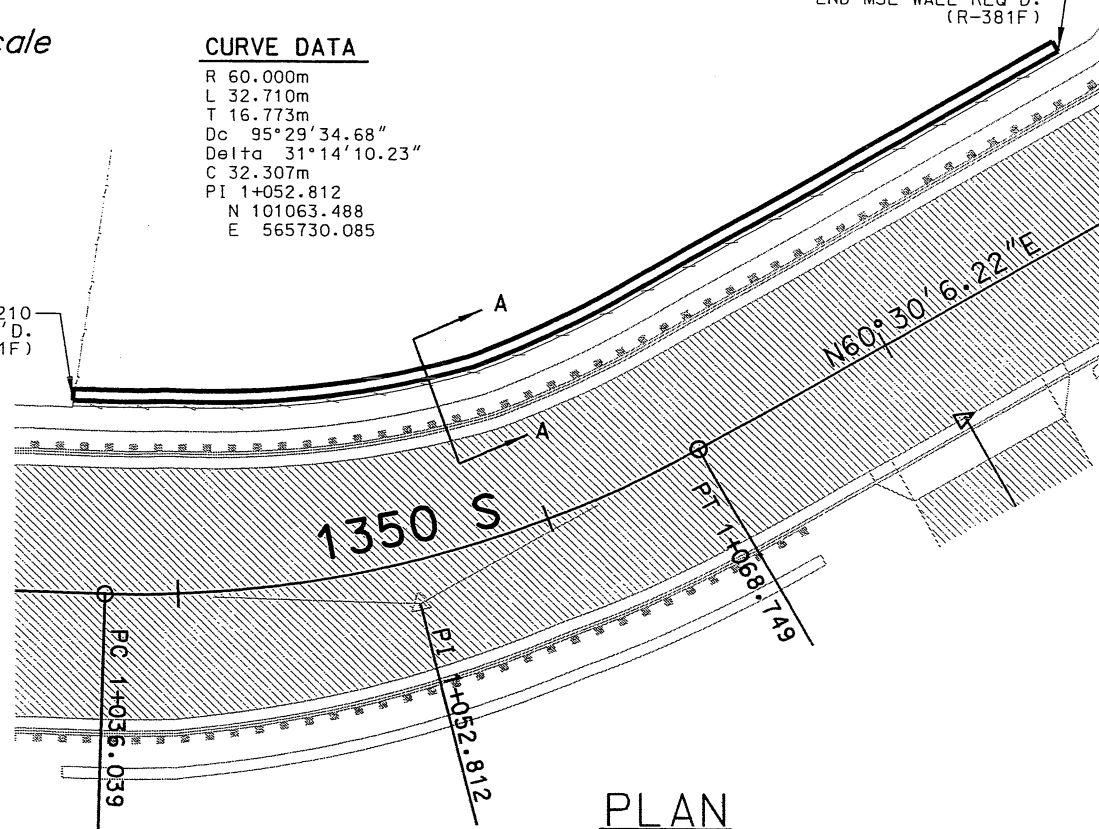 cale
CURVE DATA
R 60.000m
L 32.710m
T 16.773m
Dc 95°29'34.68"
Delta 31°14'10.23"
C 32.307m
PI 1+052.812
N 101063.488
E 565730.085
END MSE WALL REQ'D.
(R-381F)
210
'D.
1F)
A
A
N60°30'6.22"E
1350 S
PT 1+068.749
PI 1+052.812
PC 1+036.039
PLAN